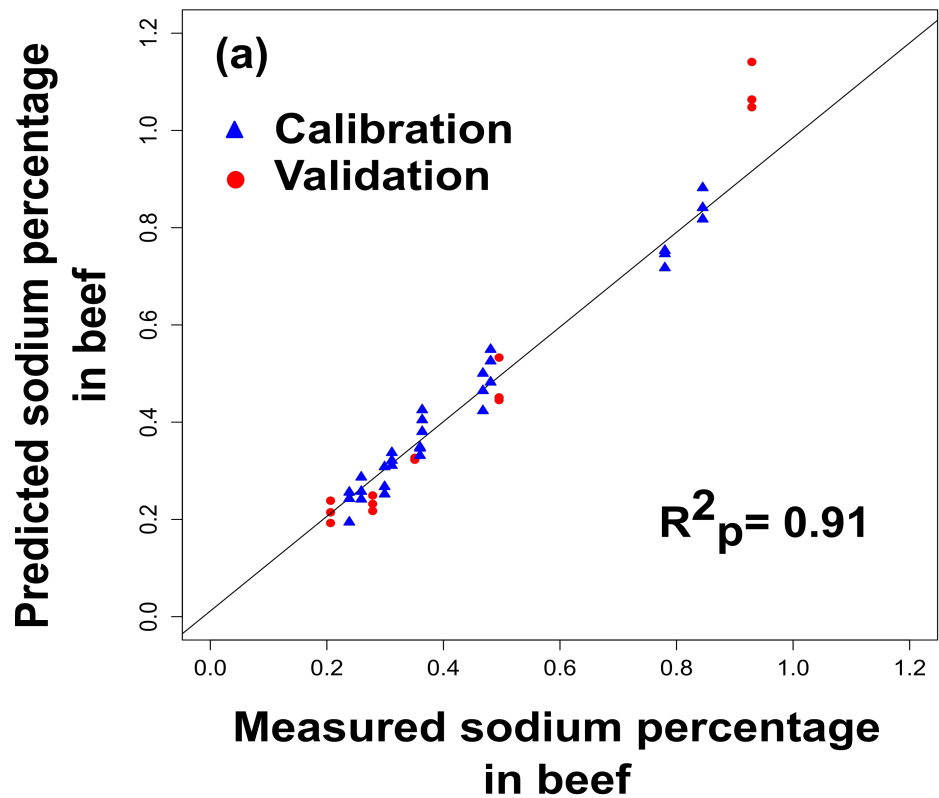 (a)
Calibration
Validation
R2p= 0.91
Predicted sodium percentage
in beef
1.2
1.0
0.8
0.6
0.4
0.2
0.0
0.0 0.2 0.4 0.6 0.8 1.0 1.2
Measured sodium percentage
in beef